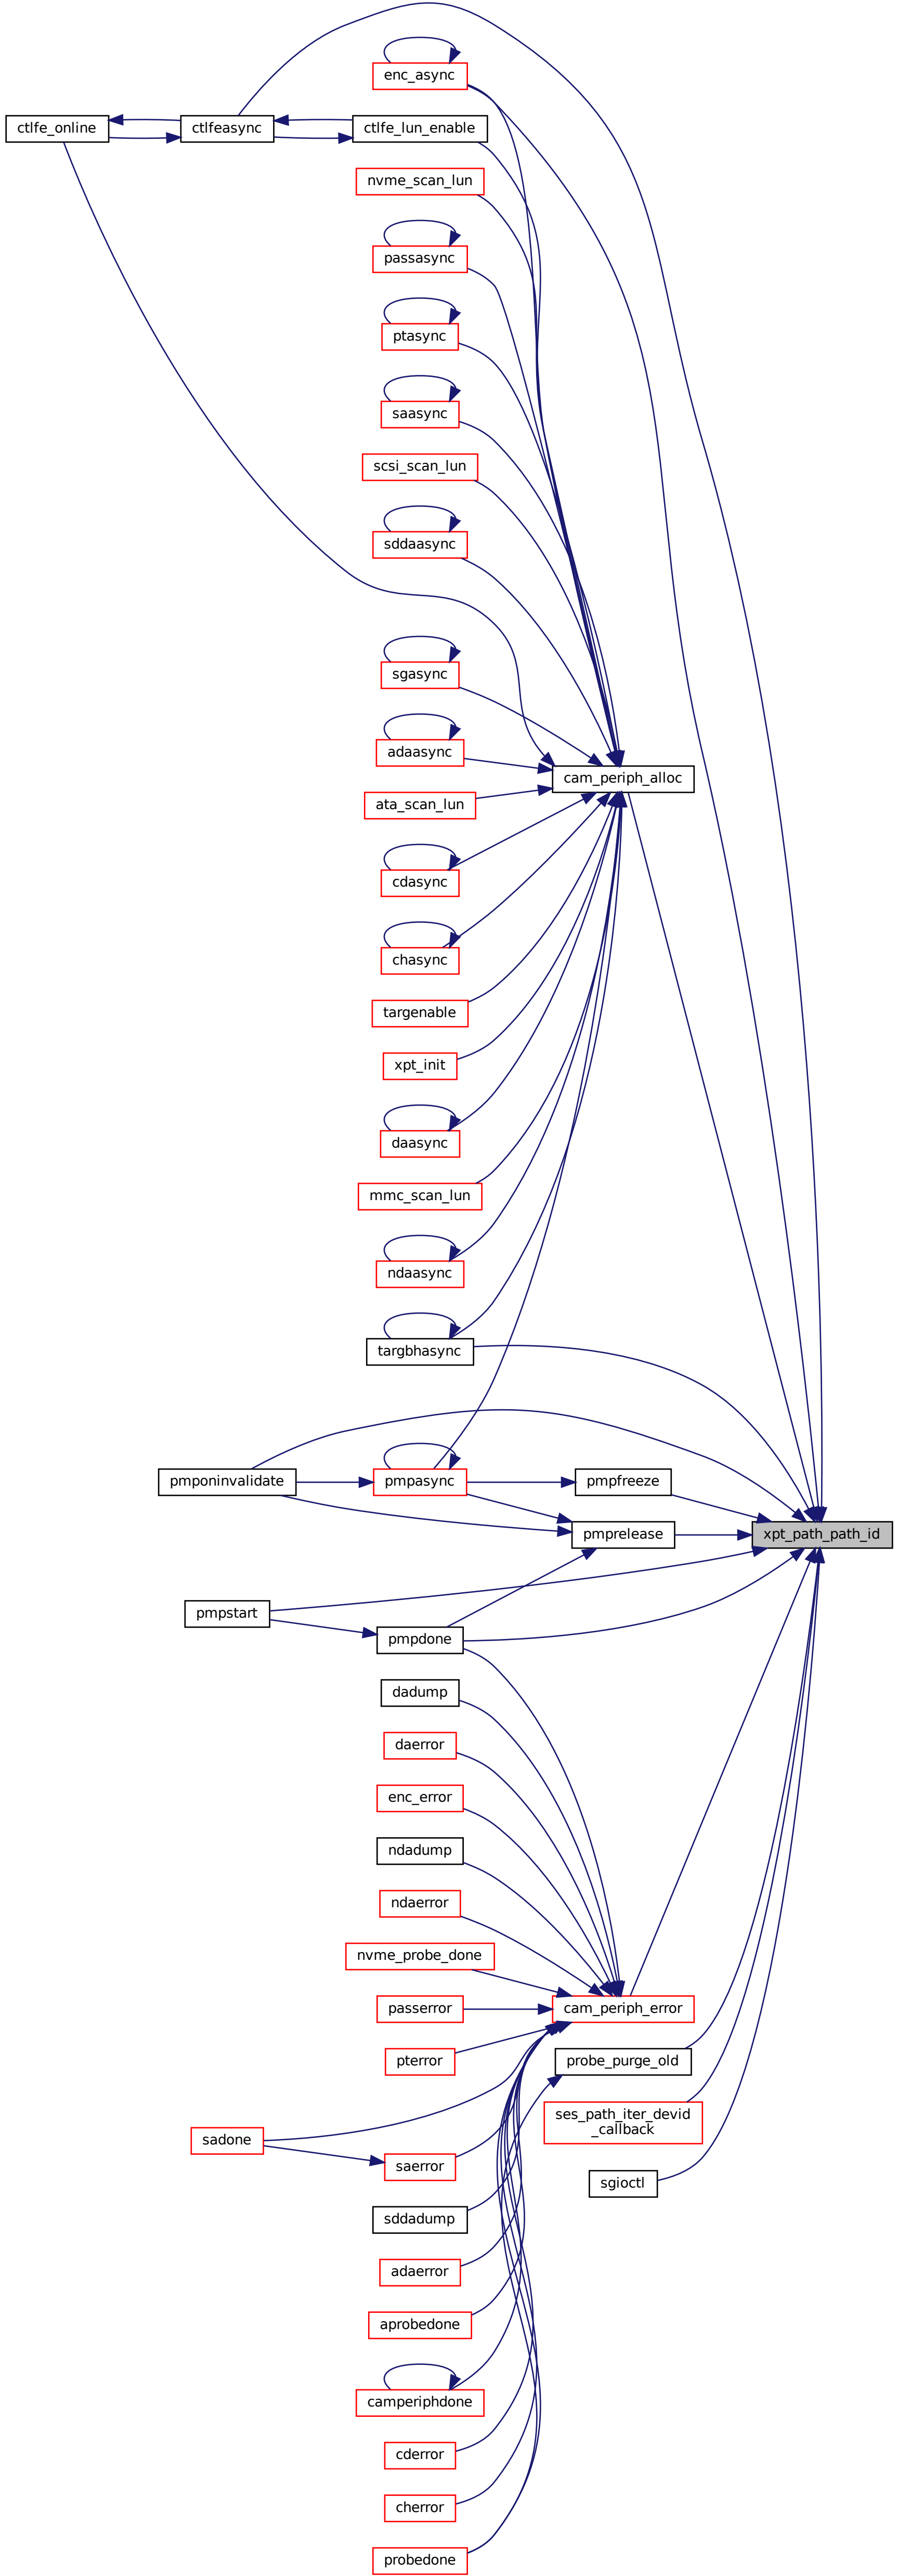 enc_async
ctlfe_online
ctlfeasync
ctlfe_lun_enable
nvme_scan_lun
passasync
ptasync
saasync
scsi_scan_lun
sddaasync
sgasync
adaasync
cam_periph_alloc
ata_scan_lun
cdasync
chasync
targenable
xpt_init
daasync
mmc_scan_lun
ndaasync
targbhasync
pmponinvalidate
pmpasync
pmpfreeze
pmprelease
xpt_path_path_id
pmpstart
pmpdone
dadump
daerror
enc_error
ndadump
ndaerror
nvme_probe_done
passerror
cam_periph_error
pterror
probe_purge_old
ses_path_iter_devid
_callback
sadone
saerror
sgioctl
sddadump
adaerror
aprobedone
camperiphdone
cderror
cherror
probedone